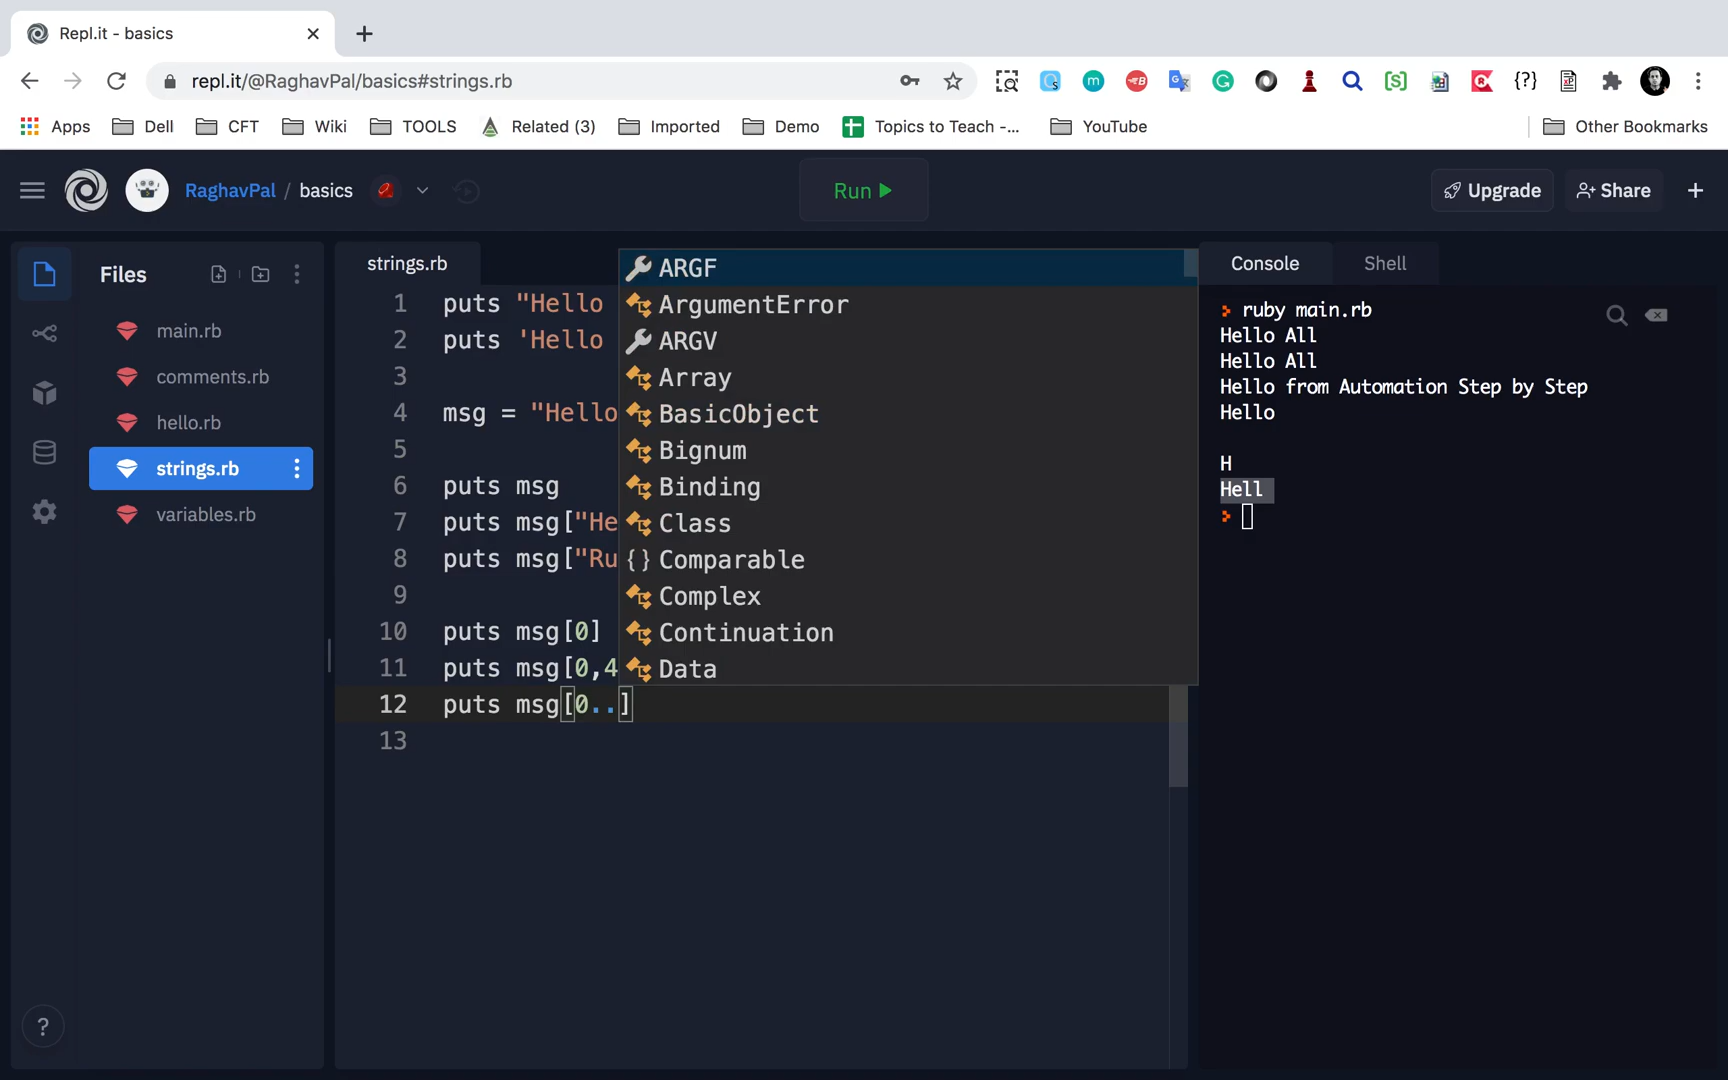 Repl.it - basics
repl.it/@RaghavPal/basics#strings.rb
Apps Dell CFT Wiki TOOLS Related (3) Imported Demo Topics to Teach -... YouTube Other Bookmarks
RaghavPal / basics Run Upgrade Share
Files
main.rb
comments.rb
hello.rb
strings.rb
variables.rb
?
strings.rb
1 puts "Hello
2 puts 'Hello
3
4 msg = "Hello
5
6 puts msg
7 puts msg["He
8 puts msg["Ru
9
10 puts msg[0]
11 puts msg[0,4
12 puts msg[0..]
13
ARGF
ArgumentError
ARGV
Array
BasicObject
Bignum
Binding
Class
Comparable
Complex
Continuation
Data
Console Shell
ruby main.rb
Hello All
Hello All
Hello from Automation Step by Step
Hello
H
Hell